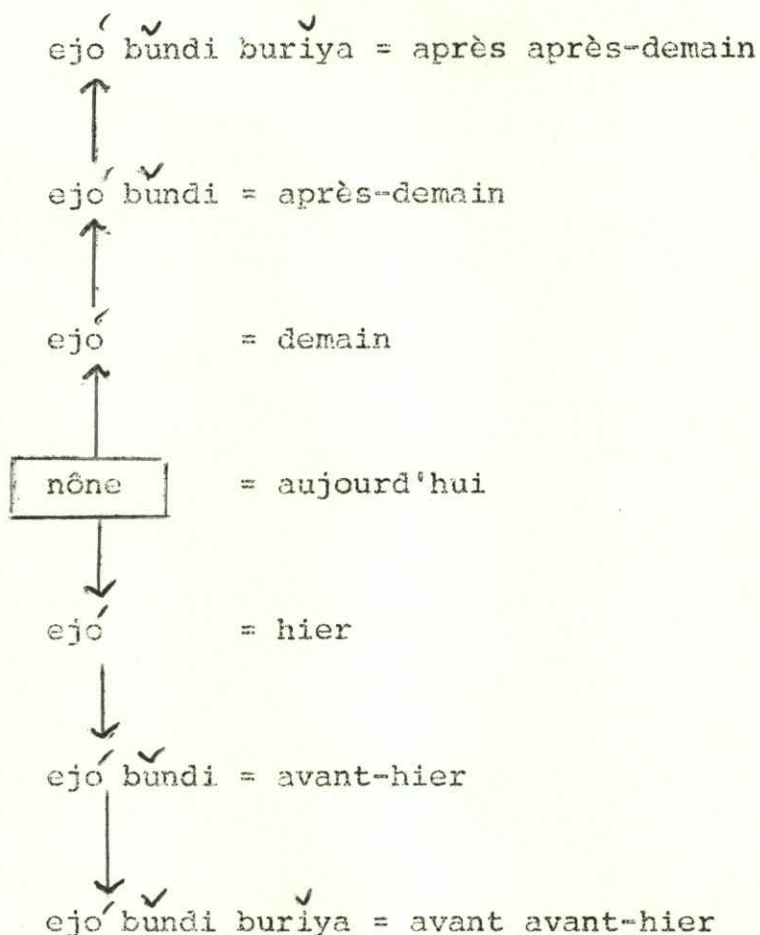 ejó bǔndi burǐya = après après-demain
ejó bǔndi = après-demain
ejó = demain
nône = aujourd'hui
ejó = hier
ejó bǔndi = avant-hier
ejó bǔndi burǐya = avant avant-hier